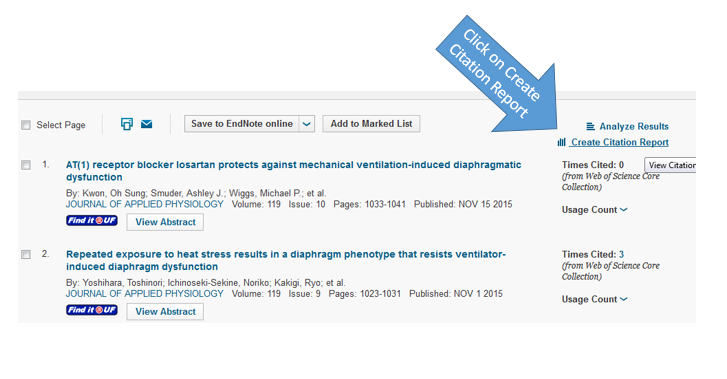 Click on Create
Citation Report
Select Page
Save to EndNote online
Add to Marked List
Analyze Results
Create Citation Report
1. AT(1) receptor blocker losartan protects against mechanical ventilation-induced diaphragmatic
dysfunction
By: Kwon, Oh Sung; Smuder, Ashley J.; Wiggs, Michael P.; et al.
JOURNAL OF APPLIED PHYSIOLOGY Volume: 119 Issue: 10 Pages: 1033-1041 Published: NOV 15 2015
Find it @ UF View Abstract
Times Cited: 0
View Citation
(from Web of Science Core
Collection)
Usage Count
2. Repeated exposure to heat stress results in a diaphragm phenotype that resists ventilator-
induced diaphragm dysfunction
By: Yoshihara, Toshinori; Ichinoseki-Sekine, Noriko; Kakigi, Ryo; et al.
JOURNAL OF APPLIED PHYSIOLOGY Volume: 119 Issue: 9 Pages: 1023-1031 Published: NOV 1 2015
Find it @ UF View Abstract
Times Cited: 3
(from Web of Science Core
Collection)
Usage Count